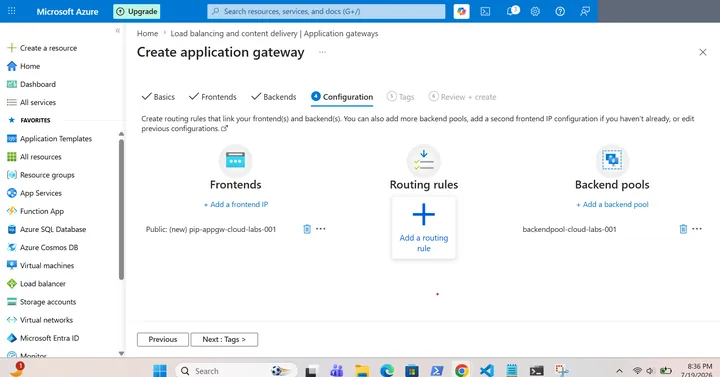 Microsoft Azure
Upgrade
Search resources, services, and docs (G+/)
2
Create a resource
Home
Dashboard
All services
FAVORITES
Application Templates
All resources
Resource groups
App Services
Function App
Azure SQL Database
Azure Cosmos DB
Virtual machines
Load balancer
Storage accounts
Virtual networks
Microsoft Entra ID
Monitor
Home > Load balancing and content delivery | Application gateways >
Create application gateway ...
Basics
Frontends
Backends
4 Configuration
5 Tags
6 Review + create
Create routing rules that link your frontend(s) and backend(s). You can also add more backend pools, add a second frontend IP configuration if you haven't already, or edit
previous configurations.
Frontends
+ Add a frontend IP
Public: (new) pip-appgw-cloud-labs-001
Routing rules
Add a routing
rule
Backend pools
+ Add a backend pool
backendpool-cloud-labs-001
Previous
Next : Tags >
1
Search
8:36 PM
7/19/2026